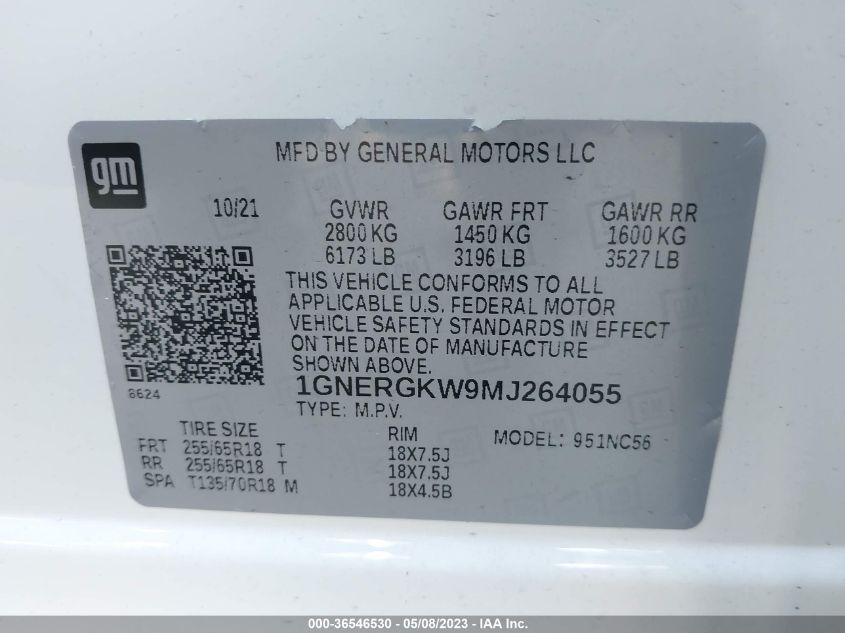 gm
MFD BY GENERAL MOTORS LLC
10/21 GVWR GAWR FRT GAWR RR
2800 KG 1450 KG 1600 KG
6173 LB 3196 LB 3527 LB
THIS VEHICLE CONFORMS TO ALL
APPLICABLE U.S. FEDERAL MOTOR
VEHICLE SAFETY STANDARDS IN EFFECT
ON THE DATE OF MANUFACTURE
SHOWN ABOVE.
8624
1GNERGKW9MJ264055
TYPE: M.P.V.
TIRE SIZE RIM MODEL: 951NC56
FRT 255/65R18 T 18X7.5J
RR 255/65R18 T 18X7.5J
SPA T135/70R18 M 18X4.5B
000-36546530 - 05/08/2023 - IAA Inc.